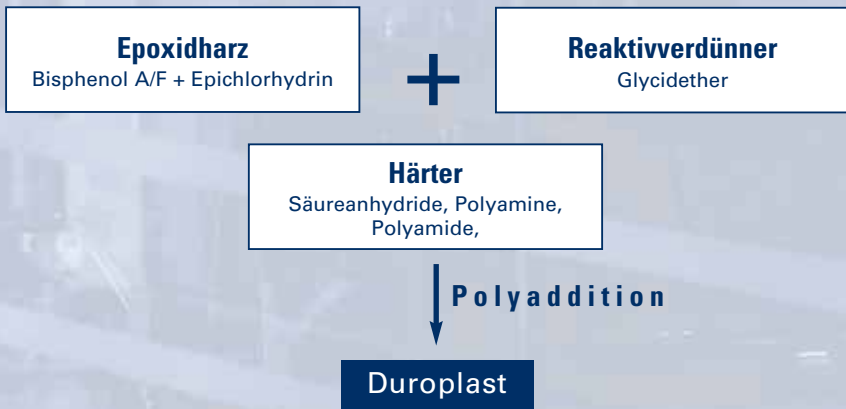 Epoxidharz
Bisphenol A/F + Epichlorhydrin
+
Reaktivverdünner
Glycidether
Härter
Säureanhydride, Polyamine,
Polyamide,
Polyaddition
Duroplast